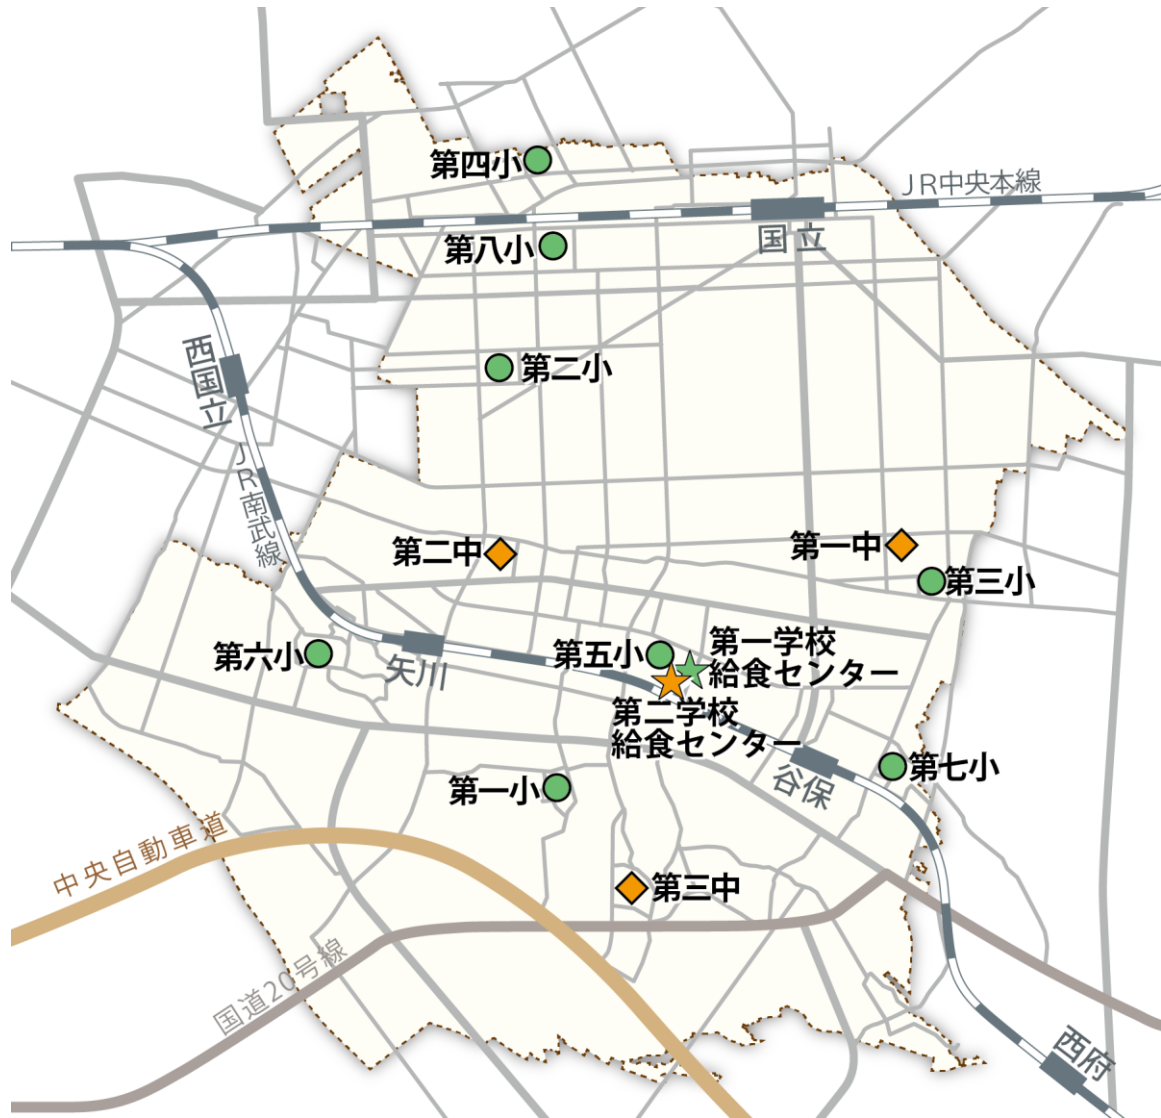 第四小
JR中央本線
国立
第八小
西国立
第二小
JR南武線
第二中
第一中
第三小
第六小
矢川
第五小
第一学校
給食センター
第二学校
給食センター
谷保
第七小
第一小
中央自動車道
第三中
国道20号線
西府